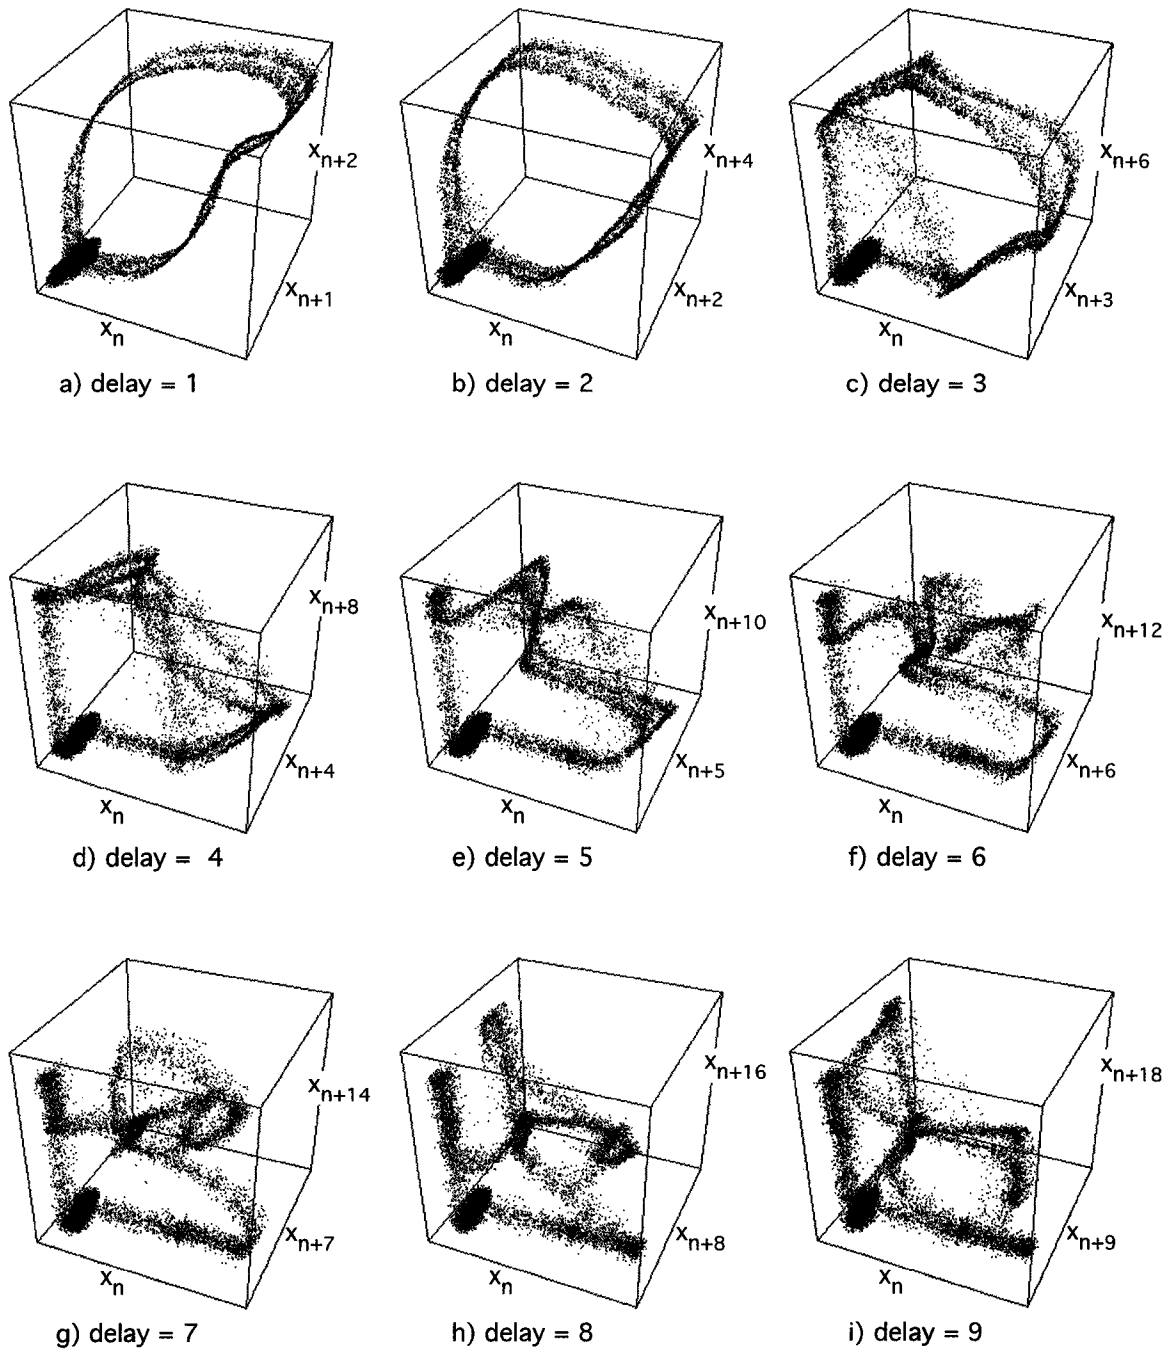 x_{n+2}
x_{n+1}
x_n
a) delay = 1
x_{n+4}
x_{n+2}
x_n
b) delay = 2
x_{n+6}
x_{n+3}
x_n
c) delay = 3
x_{n+8}
x_{n+4}
x_n
d) delay = 4
x_{n+10}
x_{n+5}
x_n
e) delay = 5
x_{n+12}
x_{n+6}
x_n
f) delay = 6
x_{n+14}
x_{n+7}
x_n
g) delay = 7
x_{n+16}
x_{n+8}
x_n
h) delay = 8
x_{n+18}
x_{n+9}
x_n
i) delay = 9